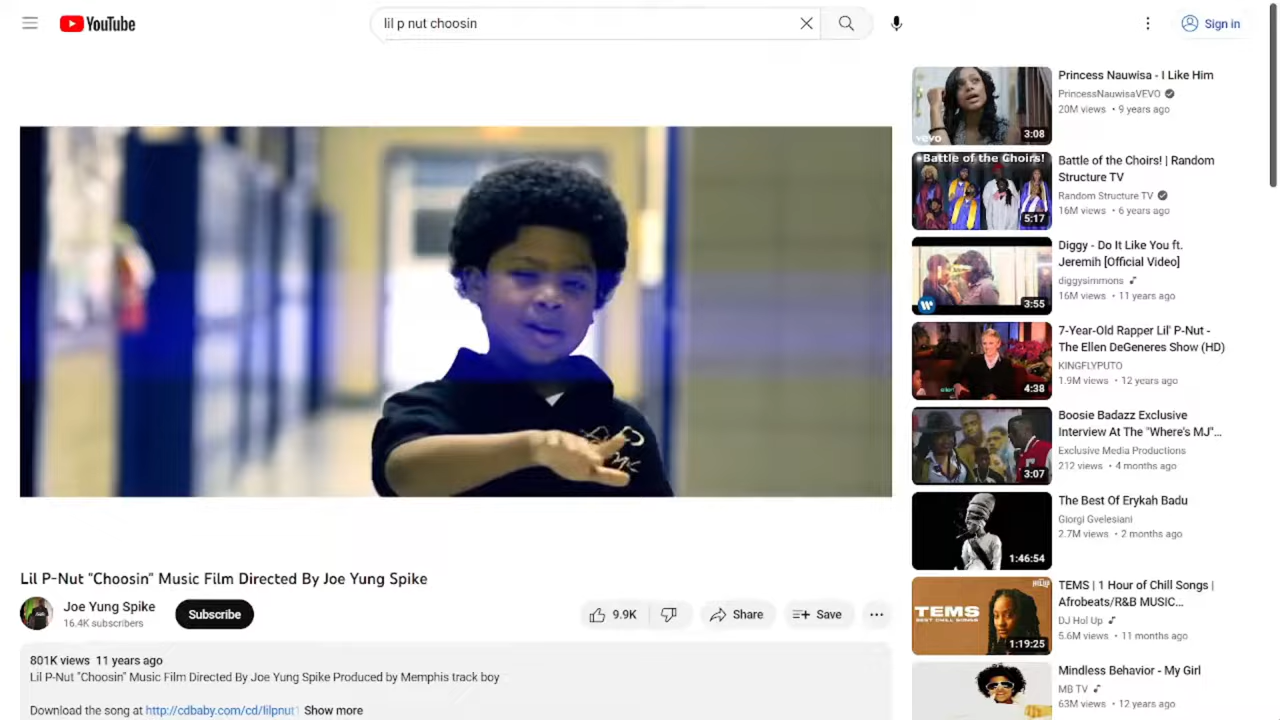 YouTube
lil p nut choosin
Sign in
Lil P-Nut "Choosin" Music Film Directed By Joe Yung Spike
Joe Yung Spike
16.4K subscribers
Subscribe
9.9K
Share
Save
801K views 11 years ago
Lil P-Nut "Choosin" Music Film Directed By Joe Yung Spike Produced by Memphis track boy
Download the song at http://cdbaby.com/cd/lilpnut1 Show more
vevo
3:08
Princess Nauwisa - I Like Him
PrincessNauwisaVEVO
20M views • 9 years ago
Battle of the Choirs!
5:17
Battle of the Choirs! | Random
Structure TV
Random Structure TV
16M views • 6 years ago
3:55
Diggy - Do It Like You ft.
Jeremih [Official Video]
diggysimmons
16M views • 11 years ago
4:38
7-Year-Old Rapper Lil' P-Nut -
The Ellen DeGeneres Show (HD)
KINGFLYPUTO
1.9M views • 12 years ago
3:07
Boosie Badazz Exclusive
Interview At The "Where's MJ"...
Exclusive Media Productions
212 views • 4 months ago
1:46:54
The Best Of Erykah Badu
Giorgi Gvelesiani
2.7M views • 2 months ago
TEMS
BEST CHILL SONGS
1:19:25
TEMS | 1 Hour of Chill Songs |
Afrobeats/R&B MUSIC...
DJ Hol Up
5.6M views • 11 months ago
Mindless Behavior - My Girl
MB TV
63M views • 12 years ago